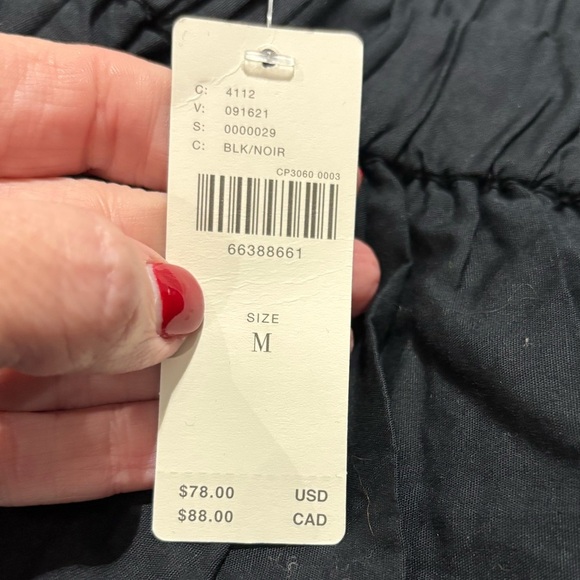 C: 4112
V: 091621
S: 0000029
C: BLK/NOIR
CP3060 0003
66388661
SIZE
M
$78.00 USD
$88.00 CAD